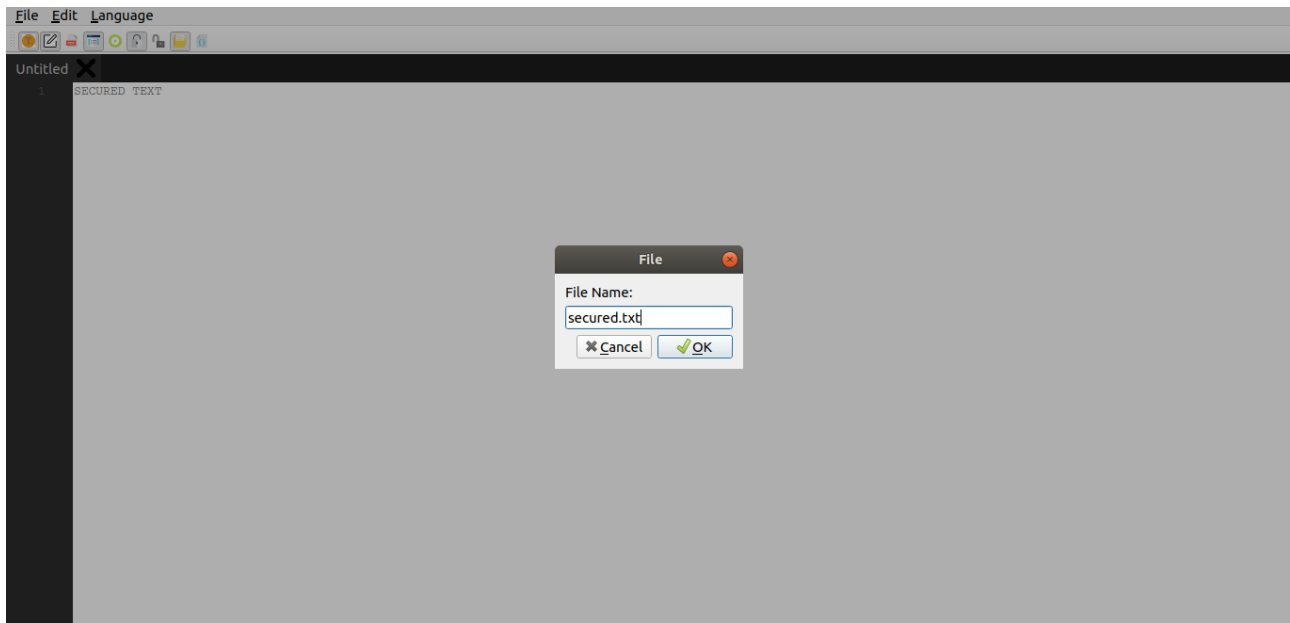 File Edit Language
Untitled
1 SECURED TEXT
File
File Name:
secured.txt
Cancel OK